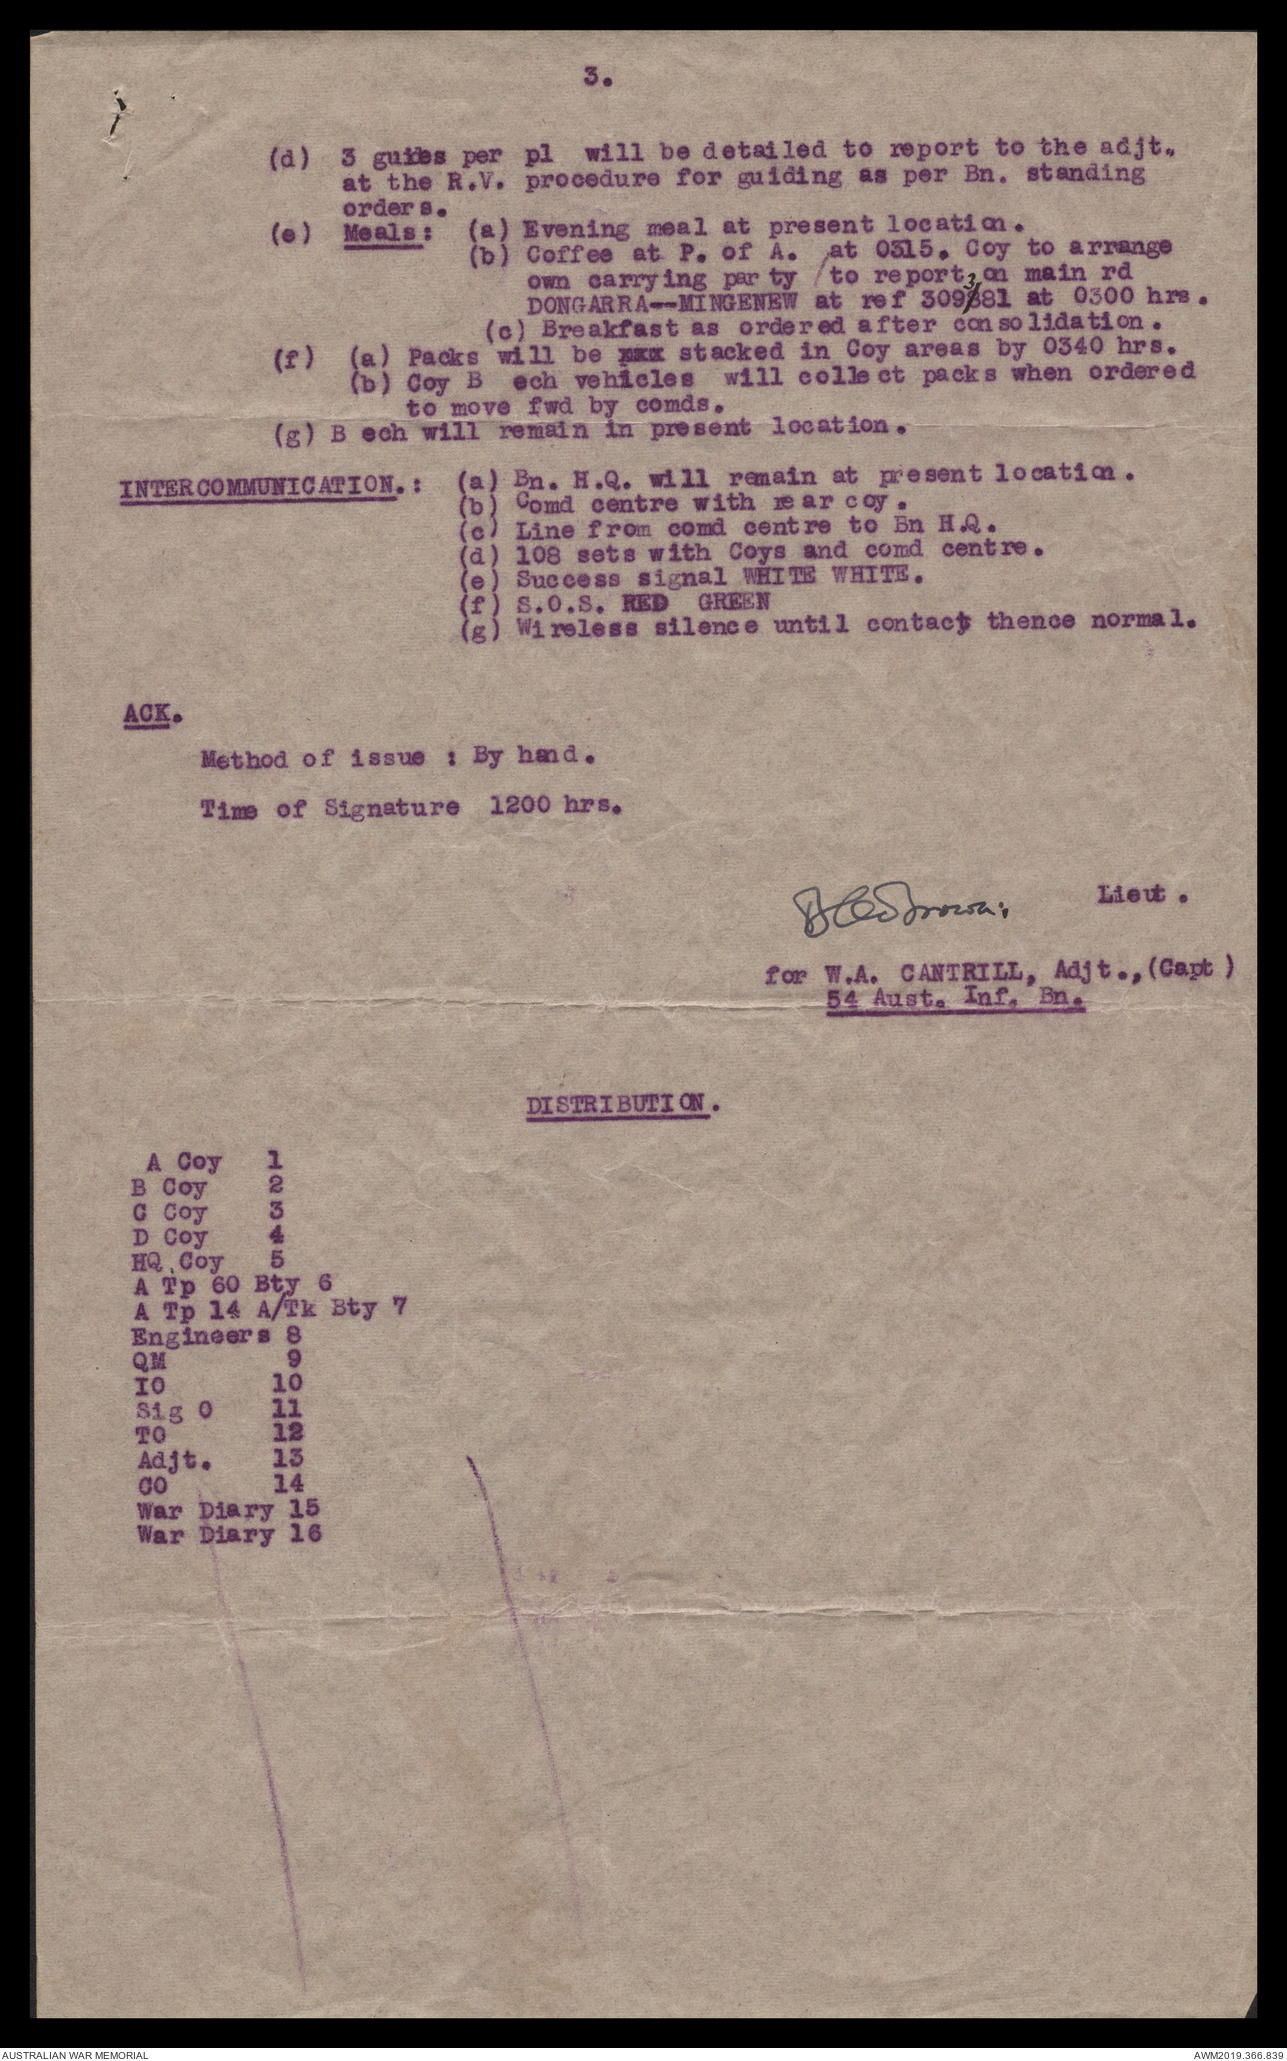 3.
(d) 3 guides per pl will be detailed to report to the adjt.,
at the R.V. procedure for guiding as per Bn. standing
orders.
(e) Meals: (a) Evening meal at present location.
(b) Coffee at P. of A. at 0315. Coy to arrange
own carrying party / to report on main rd
DONGARRA--MINGENEW at ref 309381 at 0300 hrs.
(c) Breakfast as ordered after consolidation.
(f) (a) Packs will be xxx stacked in Coy areas by 0340 hrs.
(b) Coy B ech vehicles will collect packs when ordered
to move fwd by comds.
(g) B ech will remain in present location.
INTERCOMMUNICATION.: (a) Bn. H.Q. will remain at present location.
(b) Comd centre with rear coy.
(c) Line from comd centre to Bn H.Q.
(d) 108 sets with Coys and comd centre.
(e) Success signal WHITE WHITE.
(f) S.O.S. RED GREEN
(g) Wireless silence until contact thence normal.
ACK.
Method of issue : By hand.
Time of Signature 1200 hrs.
Brown. Lieut.
for W.A. CANTRILL, Adjt.,(Capt )
54 Aust. Inf. Bn.
DISTRIBUTION.
A Coy 1
B Coy 2
C Coy 3
D Coy 4
HQ Coy 5
A Tp 60 Bty 6
A Tp 14 A/Tk Bty 7
Engineers 8
QM 9
IO 10
Sig O 11
TO 12
Adjt. 13
CO 14
War Diary 15
War Diary 16
AUSTRALIAN WAR MEMORIAL
AWM2019.366.839